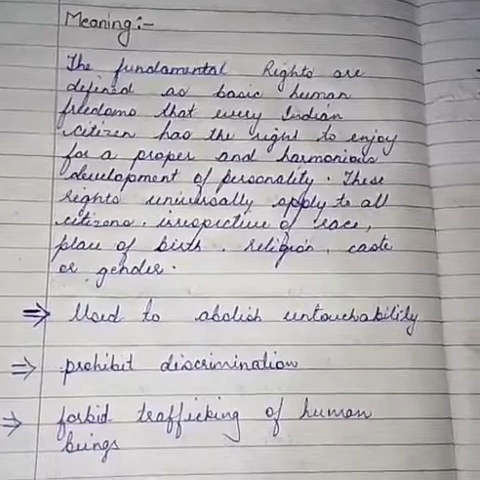 Meaning:-
The fundamental Rights are
defined as basic human
freedoms that every Indian
citizen has the right to enjoy
for a proper and harmonious
development of personality. These
rights universally apply to all
citizens, irrespective of race,
place of birth, religion, caste
or gender.
⇒ Used to abolish untouchability
⇒ prohibit discrimination
⇒ forbid trafficking of human
beings